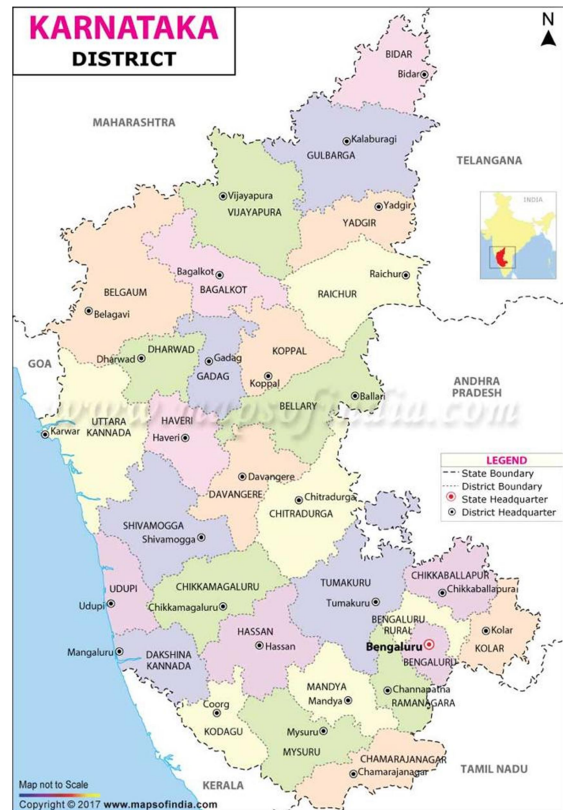 KARNATAKA
DISTRICT
N
BIDAR
Bidar
MAHARASHTRA
Kalaburagi
GULBARGA
TELANGANA
Vijayapura
VIJAYAPURA
Yadgir
YADGIR
INDIA
Bagalkot
BAGALKOT
Raichur
RAICHUR
BELGAUM
Belagavi
DHARWAD
Dharwad
Gadag
GADAG
KOPPAL
Koppal
GOA
Ballari
BELLARY
ANDHRA
PRADESH
www.mapsofindia.com
UTTARA
KANNADA
Karwar
HAVERI
Haveri
Davangere
DAVANGERE
Chitradurga
CHITRADURGA
LEGEND
State Boundary
District Boundary
State Headquarter
District Headquarter
SHIVAMOGGA
Shivamogga
UDUPI
Udupi
CHIKKAMAGALURU
Chikkamagaluru
TUMAKURU
Tumakuru
CHIKKABALLAPUR
Chikkaballapura
BENGALURU
RURAL
Kolar
KOLAR
HASSAN
Hassan
Bengaluru
BENGALURU
Mangaluru
DAKSHINA
KANNADA
MANDYA
Mandya
Channapatna
RAMANAGARA
Coorg
KODAGU
Mysuru
MYSURU
CHAMARAJANAGAR
Chamarajanagar
KERALA
TAMIL NADU
Map not to Scale
Copyright © 2017 www.mapsofindia.com